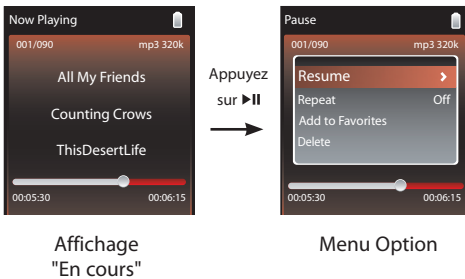 Now Playing
001/090 mp3 320k
All My Friends
Counting Crows
ThisDesertLife
00:05:30 00:06:15
Affichage
"En cours"
Appuyez
sur ►II
Pause
001/090 mp3 320k
Resume >
Repeat Off
Add to Favorites
Delete
00:05:30 00:06:15
Menu Option